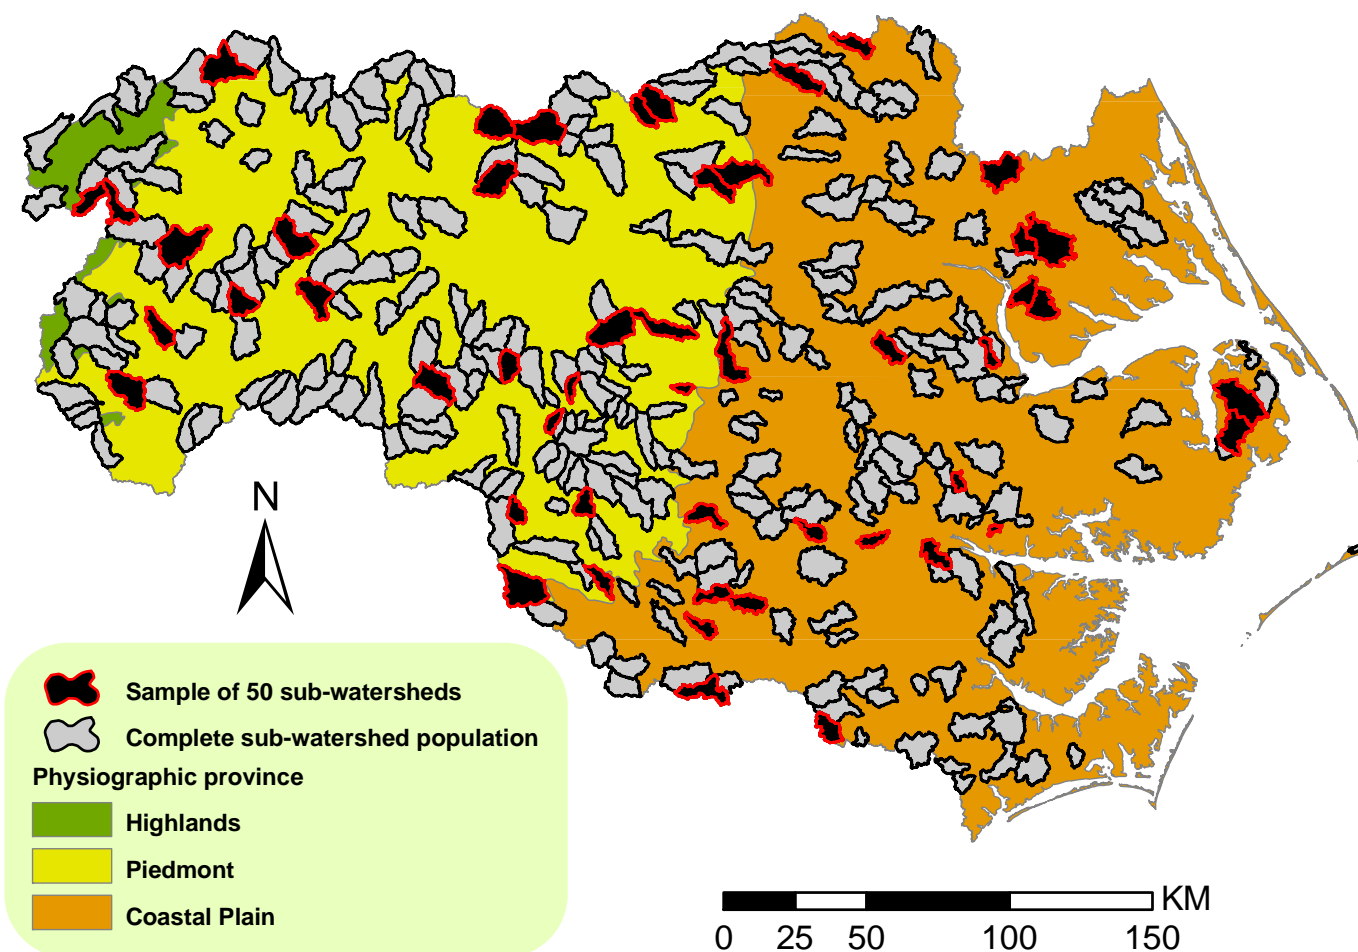 N
Sample of 50 sub-watersheds
Complete sub-watershed population
Physiographic province
Highlands
Piedmont
Coastal Plain
KM
0 25 50 100 150